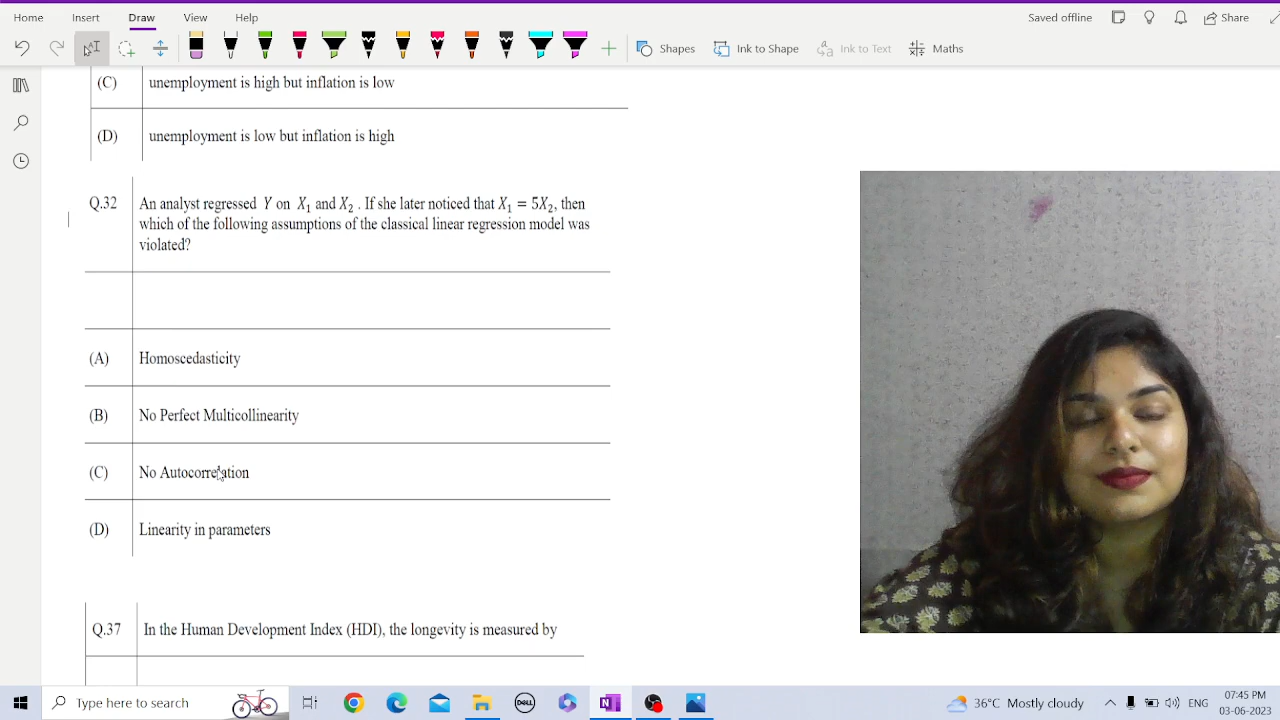 Home Insert Draw View Help Saved offline Share
Shapes Ink to Shape Ink to Text Maths
(C) unemployment is high but inflation is low
(D) unemployment is low but inflation is high
Q.32 An analyst regressed Y on X₁ and X₂ . If she later noticed that X₁ = 5X₂, then
which of the following assumptions of the classical linear regression model was
violated?
(A) Homoscedasticity
(B) No Perfect Multicollinearity
(C) No Autocorrelation
(D) Linearity in parameters
Q.37 In the Human Development Index (HDI), the longevity is measured by
Type here to search DELL N 36°C Mostly cloudy ENG 07:45 PM
03-06-2023